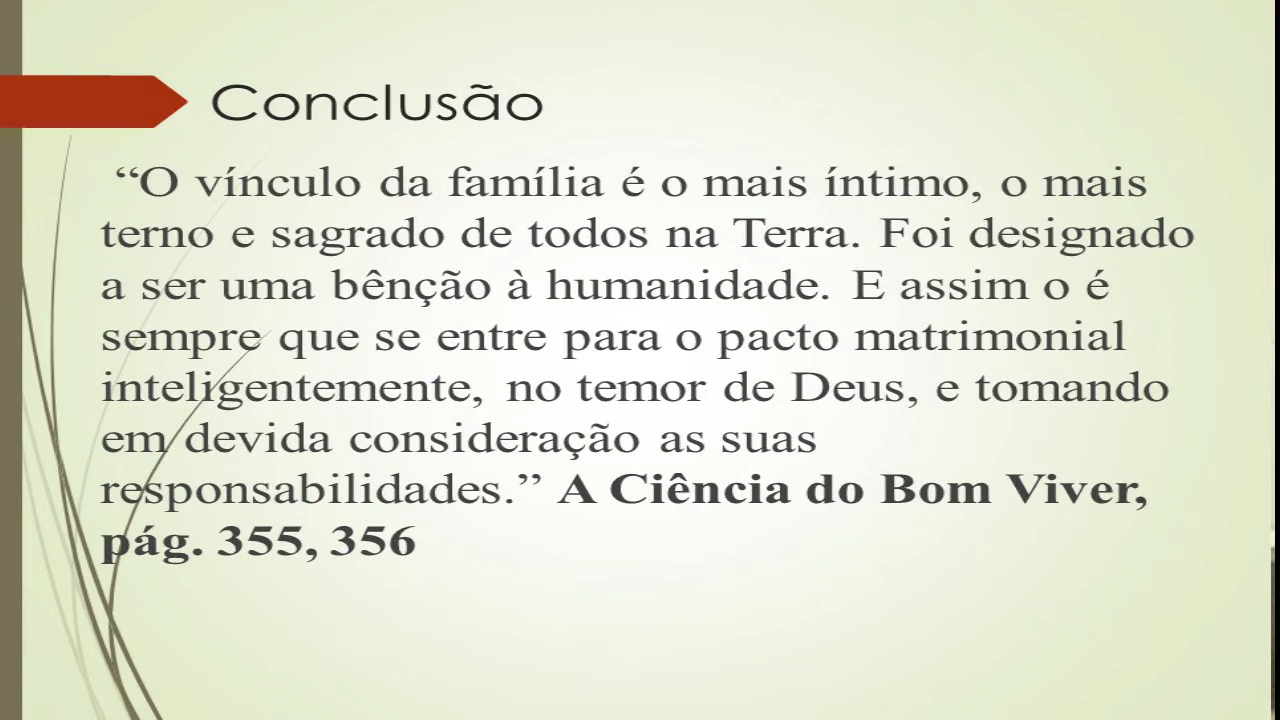 Conclusão
“O vínculo da família é o mais íntimo, o mais
terno e sagrado de todos na Terra. Foi designado
a ser uma bênção à humanidade. E assim o é
sempre que se entre para o pacto matrimonial
inteligentemente, no temor de Deus, e tomando
em devida consideração as suas
responsabilidades.” A Ciência do Bom Viver,
pág. 355, 356